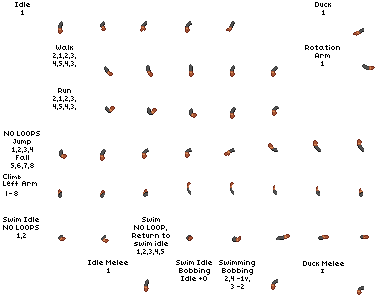 Idle
1
Duck
1
Walk
2,1,2,3,
4,5,4,3,
Rotation
Arm
1
Run
2,1,2,3,
4,5,4,3,
NO LOOPS
Jump
1,2,3,4
Fall
5,6,7,8
Climb
Left Arm
1-8
Swim Idle
NO LOOPS
1,2
Swim
NO LOOP,
Return to
swim idle
1,2,3,4,5
Idle Melee
1
Swim Idle
Bobbing
Idle +0
Swimming
Bobbing
2,4 -1v,
3 -2
Duck Melee
1